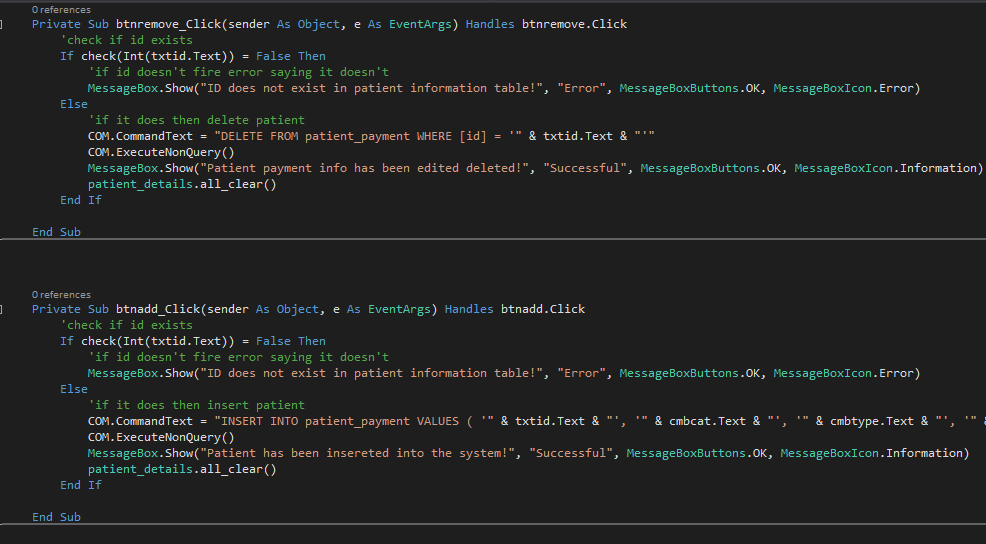 0 references
Private Sub btnremove_Click(sender As Object, e As EventArgs) Handles btnremove.Click
'check if id exists
If check(Int(txtid.Text)) = False Then
'if id doesn't fire error saying it doesn't
MessageBox.Show("ID does not exist in patient information table!", "Error", MessageBoxButtons.OK, MessageBoxIcon.Error)
Else
'if it does then delete patient
COM.CommandText = "DELETE FROM patient_payment WHERE [id] = '" & txtid.Text & "'"
COM.ExecuteNonQuery()
MessageBox.Show("Patient payment info has been edited deleted!", "Successful", MessageBoxButtons.OK, MessageBoxIcon.Information)
patient_details.all_clear()
End If
End Sub
0 references
Private Sub btnadd_Click(sender As Object, e As EventArgs) Handles btnadd.Click
'check if id exists
If check(Int(txtid.Text)) = False Then
'if id doesn't fire error saying it doesn't
MessageBox.Show("ID does not exist in patient information table!", "Error", MessageBoxButtons.OK, MessageBoxIcon.Error)
Else
'if it does then insert patient
COM.CommandText = "INSERT INTO patient_payment VALUES ( '" & txtid.Text & "', '" & cmbcat.Text & "', '" & cmbtype.Text & "', '" &
COM.ExecuteNonQuery()
MessageBox.Show("Patient has been insereted into the system!", "Successful", MessageBoxButtons.OK, MessageBoxIcon.Information)
patient_details.all_clear()
End If
End Sub